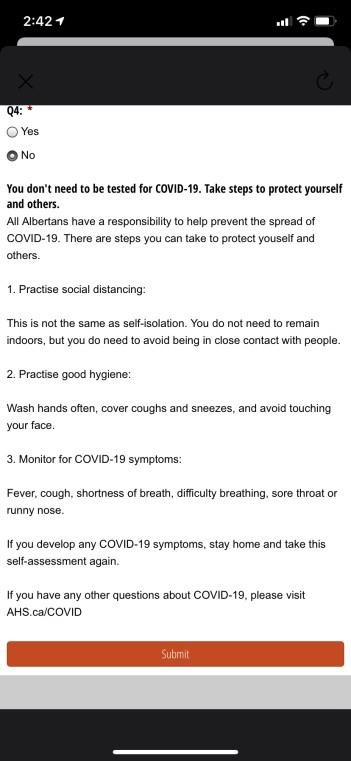 2:42
Q4: *
Yes
No
You don't need to be tested for COVID-19. Take steps to protect yourself
and others.
All Albertans have a responsibility to help prevent the spread of
COVID-19. There are steps you can take to protect youself and
others.
1. Practise social distancing:
This is not the same as self-isolation. You do not need to remain
indoors, but you do need to avoid being in close contact with people.
2. Practise good hygiene:
Wash hands often, cover coughs and sneezes, and avoid touching
your face.
3. Monitor for COVID-19 symptoms:
Fever, cough, shortness of breath, difficulty breathing, sore throat or
runny nose.
If you develop any COVID-19 symptoms, stay home and take this
self-assessment again.
If you have any other questions about COVID-19, please visit
AHS.ca/COVID
Submit